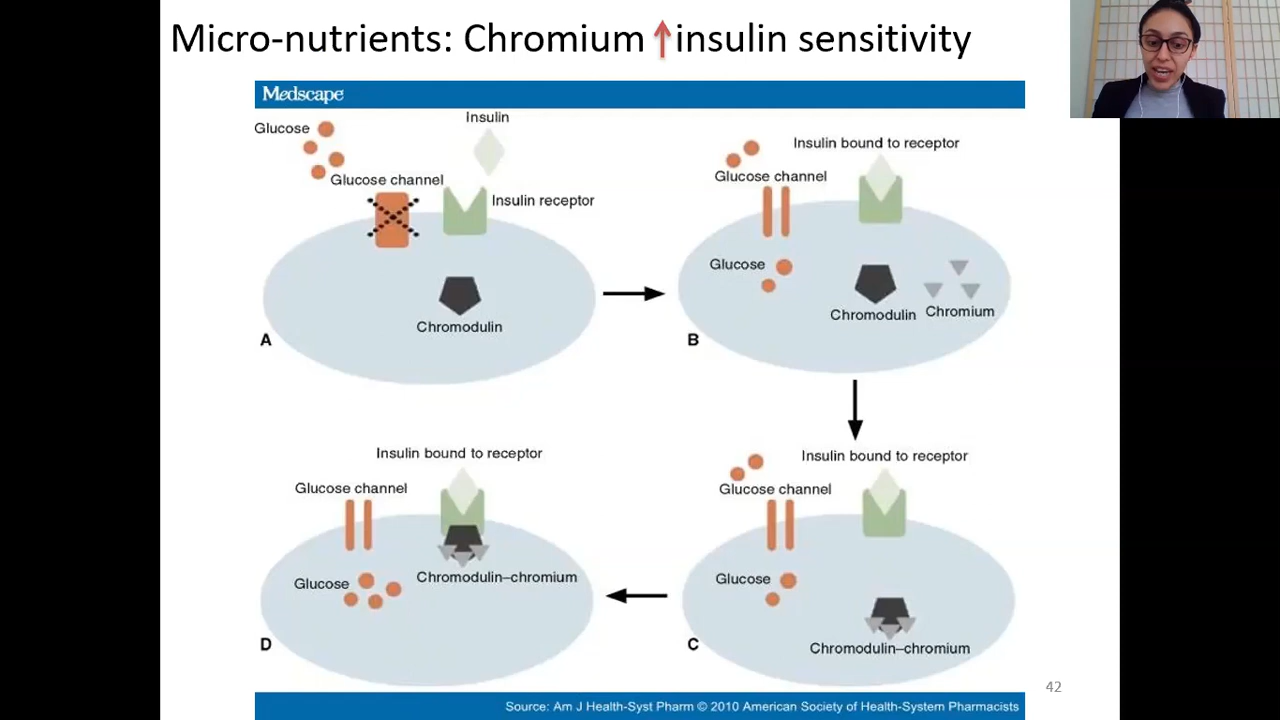 Micro-nutrients: Chromium ↑ insulin sensitivity
Medscape
Glucose
Insulin
Glucose channel
Insulin receptor
Chromodulin
A
Insulin bound to receptor
Glucose channel
Glucose
Chromodulin
Chromium
B
Insulin bound to receptor
Glucose channel
Glucose
Chromodulin–chromium
D
Insulin bound to receptor
Glucose channel
Glucose
Chromodulin–chromium
C
42
Source: Am J Health-Syst Pharm © 2010 American Society of Health-System Pharmacists